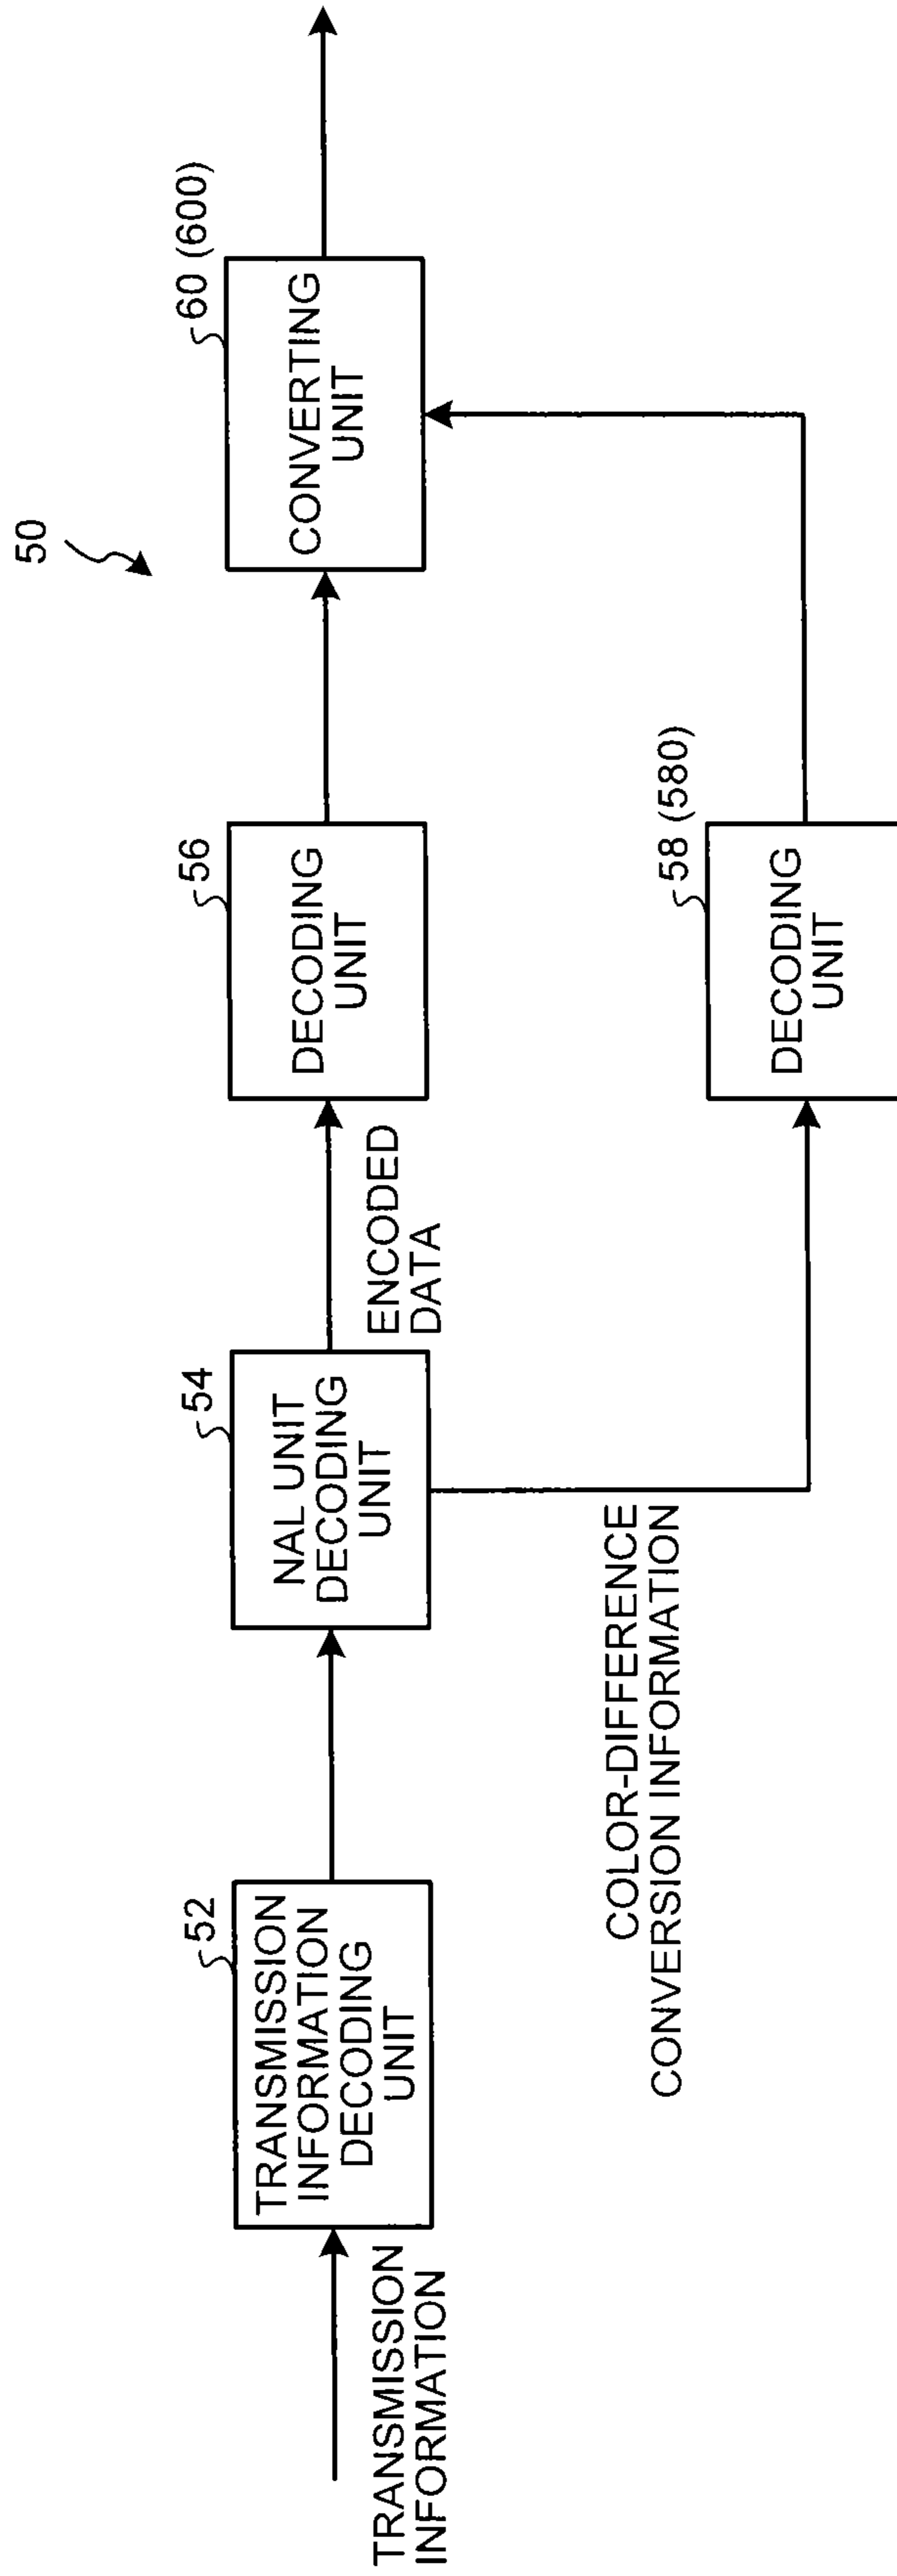 50
TRANSMISSION
INFORMATION
52
TRANSMISSION
INFORMATION
DECODING
UNIT
54
NAL UNIT
DECODING
UNIT
ENCODED
DATA
56
DECODING
UNIT
60 (600)
CONVERTING
UNIT
COLOR-DIFFERENCE
CONVERSION INFORMATION
58 (580)
DECODING
UNIT